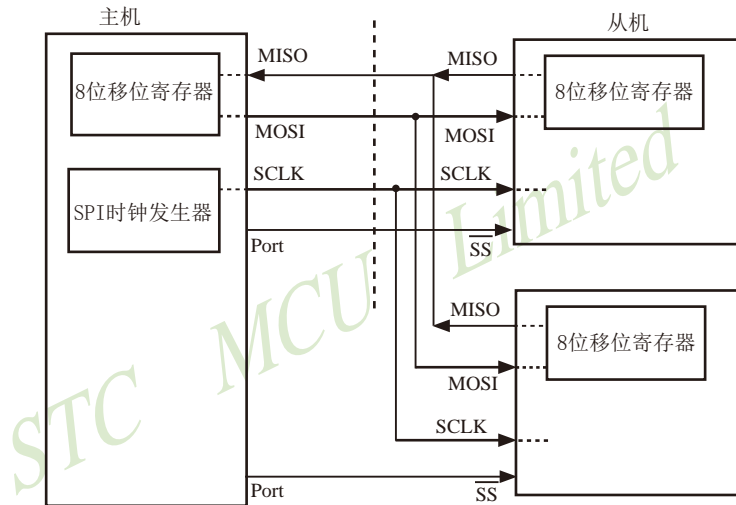 主机
从机
MISO
MISO
8位移位寄存器
8位移位寄存器
MOSI
MOSI
SCLK
SCLK
SPI时钟发生器
Port
SS
MISO
8位移位寄存器
MOSI
SCLK
Port
SS
STC MCU Limited